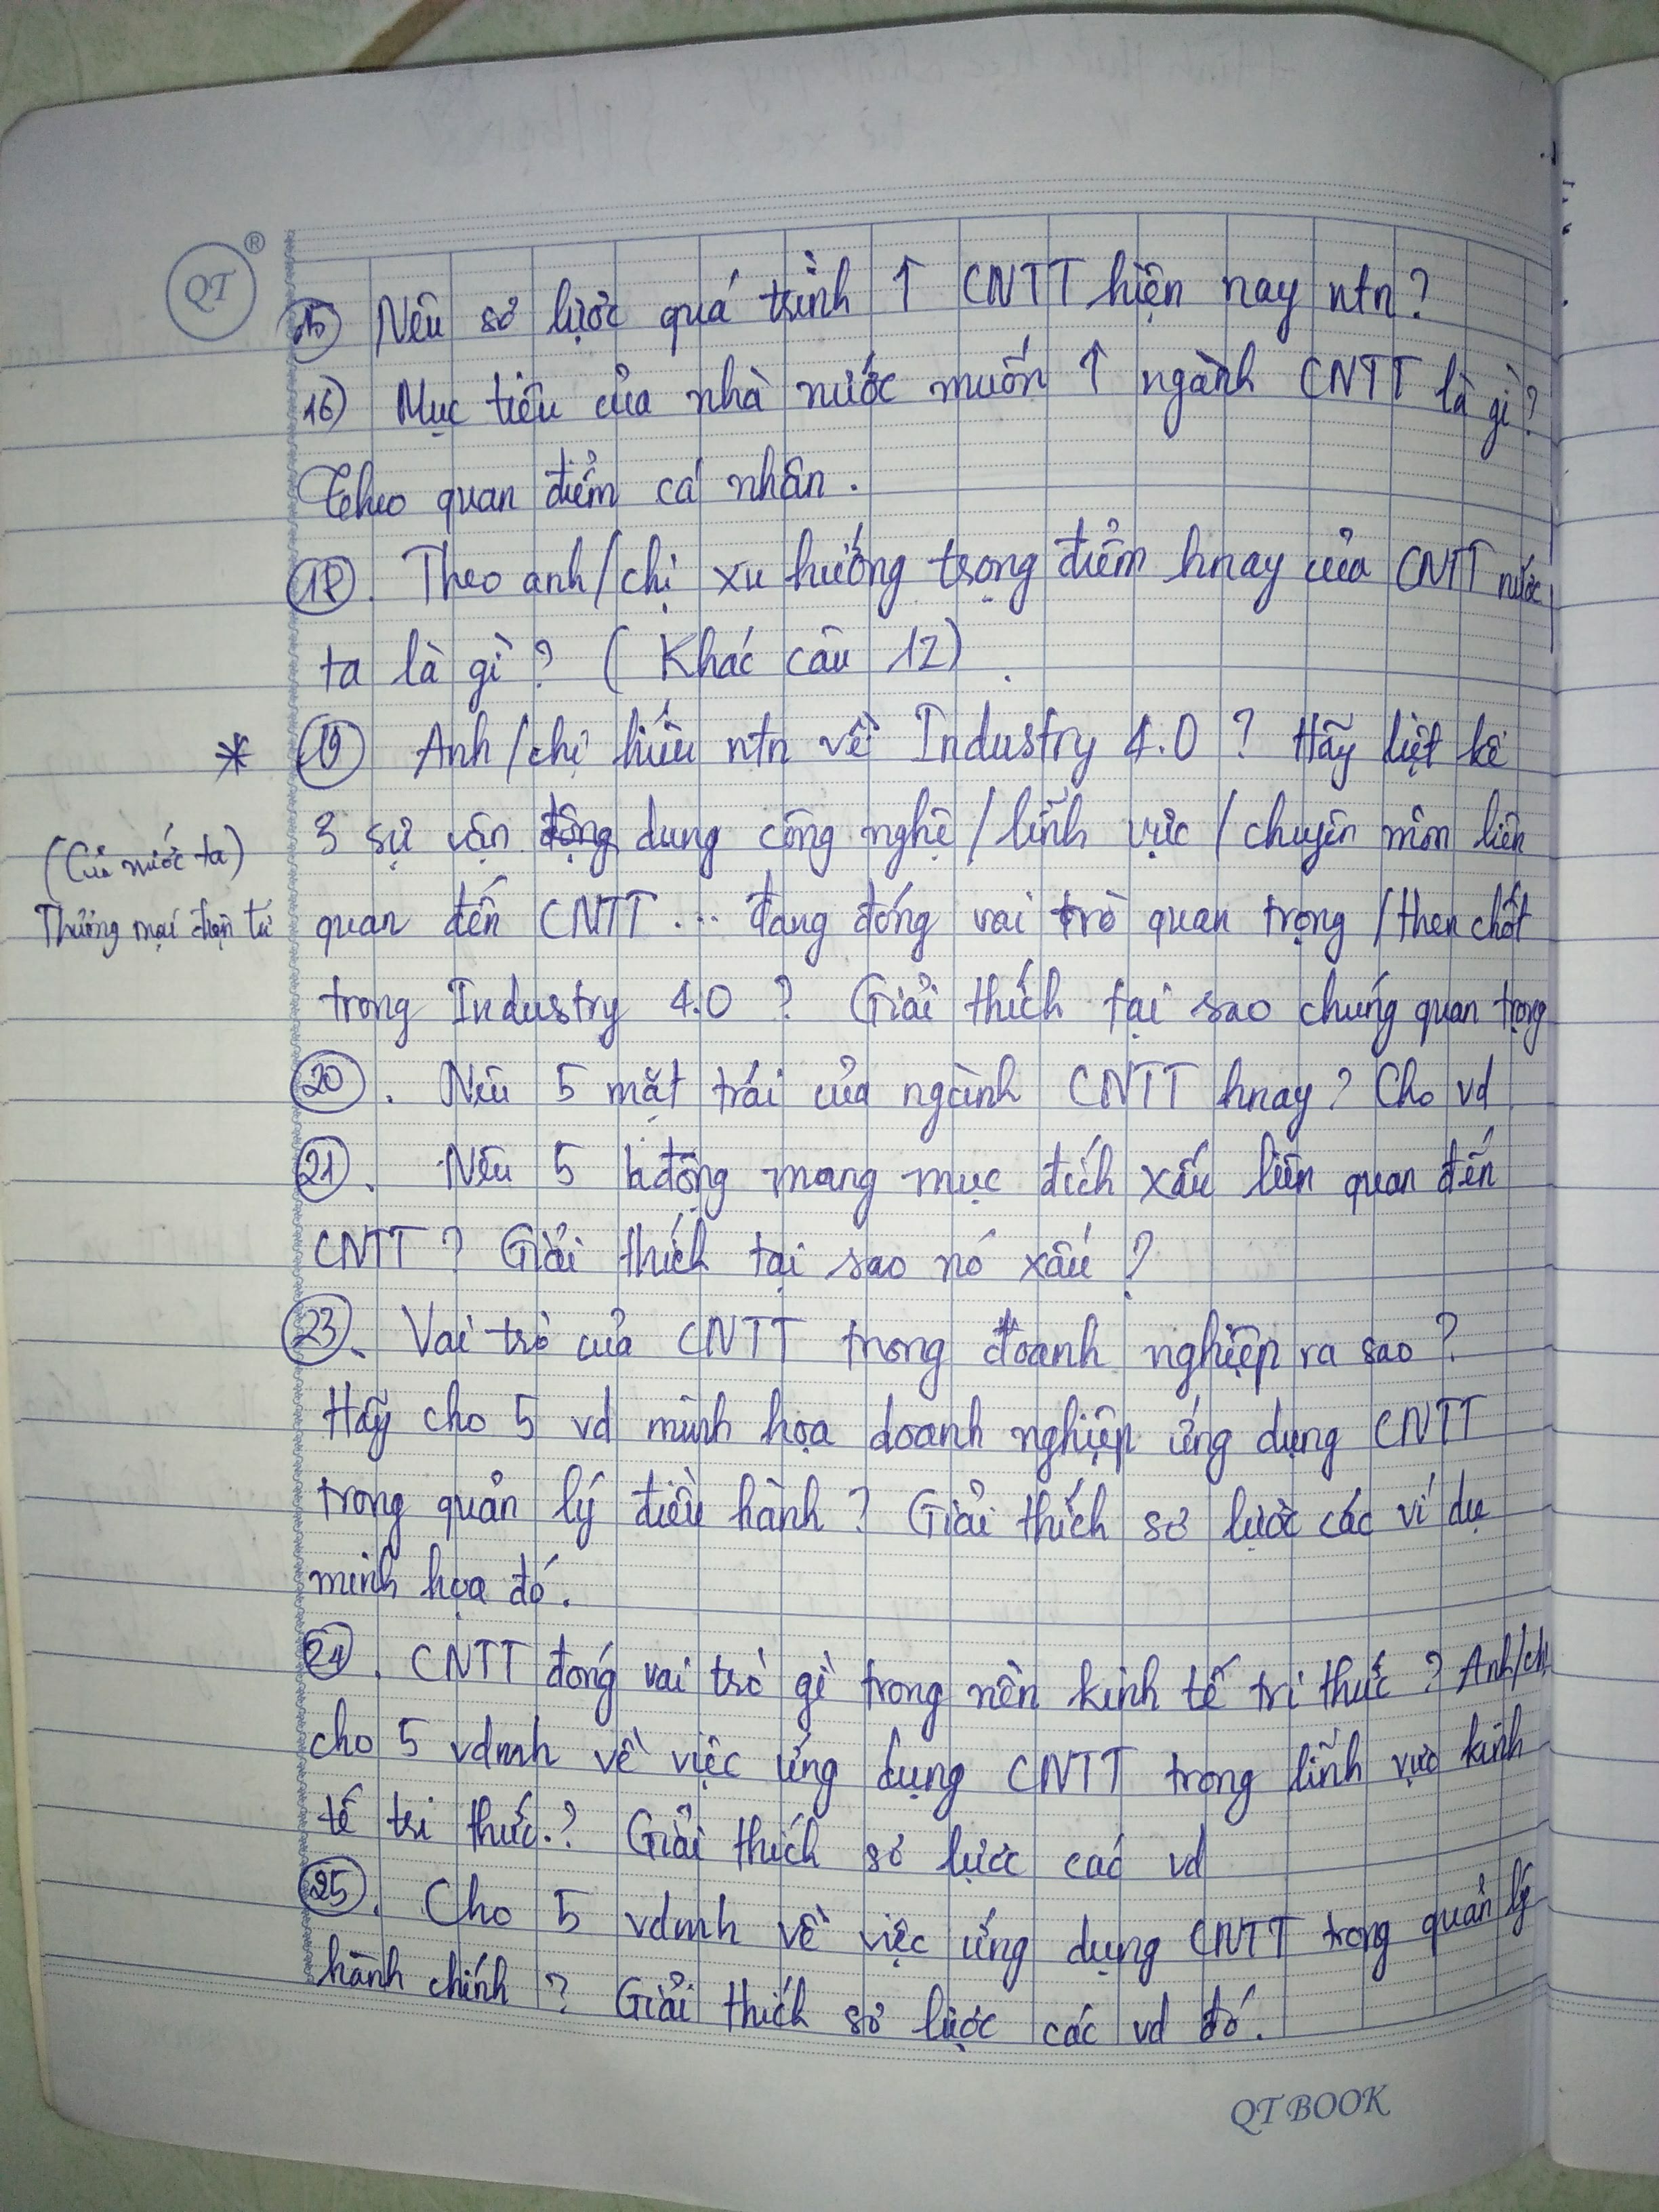 QT ®
15) Nêu sơ lược quá trình ↑ CNTT hiện nay ntn?
16) Mục tiêu của nhà nước muốn ↑ ngành CNTT là gì?
Theo quan điểm cá nhân.
18. Theo anh/chị xu hướng trọng điểm hnay của CNTT nước
ta là gì? (Khác câu 12)
* 19 Anh/chị hiểu ntn về Industry 4.0? Hãy liệt kê
3 sự vận động dung công nghệ/lĩnh vực/chuyên môn liên
(Của nước ta)
Thương mại điện tử
quan đến CNTT... đang đóng vai trò quan trọng/then chốt
trong Industry 4.0? Giải thích tại sao chúng quan trọng
20. Nêu 5 mặt trái của ngành CNTT hnay? Cho vd
21. Nêu 5 hđộng mang mục đích xấu liên quan đến
CNTT? Giải thích tại sao nó xấu?
23. Vai trò của CNTT trong doanh nghiệp ra sao?
Hãy cho 5 vd minh họa doanh nghiệp ứng dụng CNTT
trong quản lý điều hành? Giải thích sơ lược các ví dụ
minh họa đó.
24. CNTT đóng vai trò gì trong nền kinh tế tri thức? Anh/chị
cho 5 vdmh về việc ứng dụng CNTT trong lĩnh vực kinh
tế tri thức.? Giải thích sơ lược các vd
25. Cho 5 vdmh về việc ứng dụng CNTT trong quản lý
hành chính? Giải thích sơ lược các vd đó.
QT BOOK